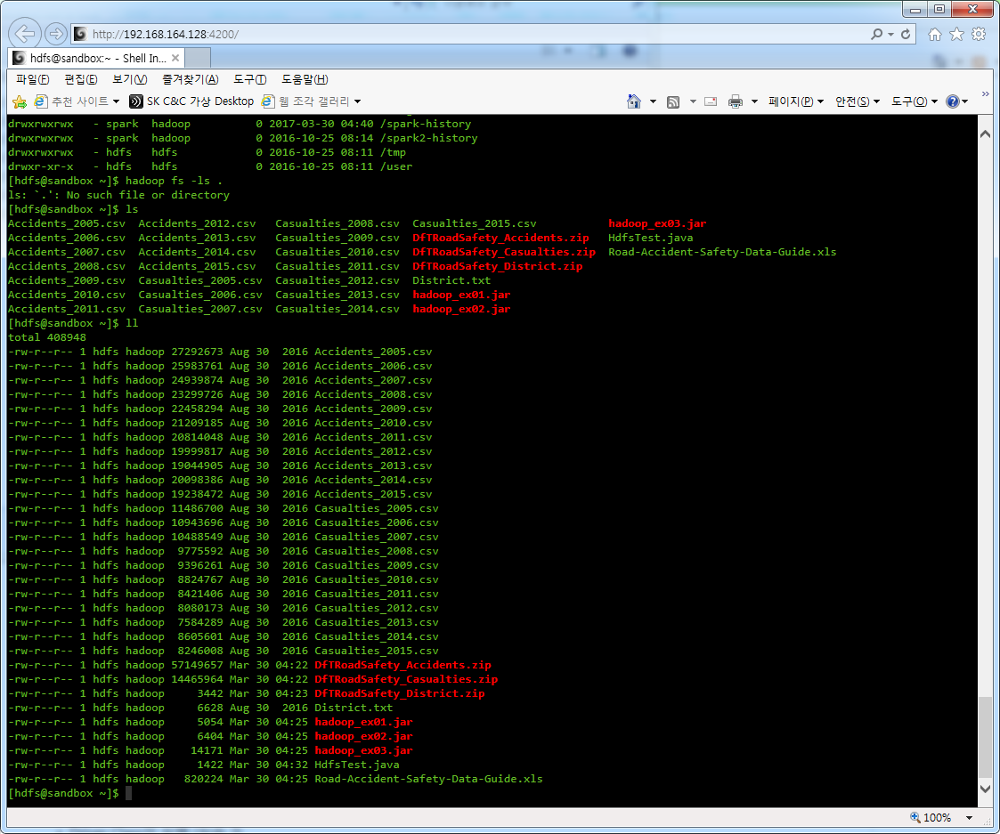 http://192.168.164.128:4200/
hdfs@sandbox:~ - Shell In...
파일(F) 편집(E) 보기(V) 즐겨찾기(A) 도구(T) 도움말(H)
추천 사이트 SK C&C 가상 Desktop 웹 조각 갤러리 페이지(P) 안전(S) 도구(O) »
drwxrwxrwx - spark hadoop 0 2017-03-30 04:40 /spark-history
drwxrwxrwx - spark hadoop 0 2016-10-25 08:14 /spark2-history
drwxrwxrwx - hdfs hdfs 0 2016-10-25 08:11 /tmp
drwxr-xr-x - hdfs hdfs 0 2016-10-25 08:11 /user
[hdfs@sandbox ~]$ hadoop fs -ls .
ls: `.': No such file or directory
[hdfs@sandbox ~]$ ls
Accidents_2005.csv Accidents_2012.csv Casualties_2008.csv Casualties_2015.csv hadoop_ex03.jar
Accidents_2006.csv Accidents_2013.csv Casualties_2009.csv DfTRoadSafety_Accidents.zip HdfsTest.java
Accidents_2007.csv Accidents_2014.csv Casualties_2010.csv DfTRoadSafety_Casualties.zip Road-Accident-Safety-Data-Guide.xls
Accidents_2008.csv Accidents_2015.csv Casualties_2011.csv DfTRoadSafety_District.zip
Accidents_2009.csv Casualties_2005.csv Casualties_2012.csv District.txt
Accidents_2010.csv Casualties_2006.csv Casualties_2013.csv hadoop_ex01.jar
Accidents_2011.csv Casualties_2007.csv Casualties_2014.csv hadoop_ex02.jar
[hdfs@sandbox ~]$ ll
total 408948
-rw-r--r-- 1 hdfs hadoop 27292673 Aug 30 2016 Accidents_2005.csv
-rw-r--r-- 1 hdfs hadoop 25983761 Aug 30 2016 Accidents_2006.csv
-rw-r--r-- 1 hdfs hadoop 24939874 Aug 30 2016 Accidents_2007.csv
-rw-r--r-- 1 hdfs hadoop 23299726 Aug 30 2016 Accidents_2008.csv
-rw-r--r-- 1 hdfs hadoop 22458294 Aug 30 2016 Accidents_2009.csv
-rw-r--r-- 1 hdfs hadoop 21209185 Aug 30 2016 Accidents_2010.csv
-rw-r--r-- 1 hdfs hadoop 20814048 Aug 30 2016 Accidents_2011.csv
-rw-r--r-- 1 hdfs hadoop 19999817 Aug 30 2016 Accidents_2012.csv
-rw-r--r-- 1 hdfs hadoop 19044905 Aug 30 2016 Accidents_2013.csv
-rw-r--r-- 1 hdfs hadoop 20098386 Aug 30 2016 Accidents_2014.csv
-rw-r--r-- 1 hdfs hadoop 19238472 Aug 30 2016 Accidents_2015.csv
-rw-r--r-- 1 hdfs hadoop 11486700 Aug 30 2016 Casualties_2005.csv
-rw-r--r-- 1 hdfs hadoop 10943696 Aug 30 2016 Casualties_2006.csv
-rw-r--r-- 1 hdfs hadoop 10488549 Aug 30 2016 Casualties_2007.csv
-rw-r--r-- 1 hdfs hadoop 9775592 Aug 30 2016 Casualties_2008.csv
-rw-r--r-- 1 hdfs hadoop 9396261 Aug 30 2016 Casualties_2009.csv
-rw-r--r-- 1 hdfs hadoop 8824767 Aug 30 2016 Casualties_2010.csv
-rw-r--r-- 1 hdfs hadoop 8421406 Aug 30 2016 Casualties_2011.csv
-rw-r--r-- 1 hdfs hadoop 8080173 Aug 30 2016 Casualties_2012.csv
-rw-r--r-- 1 hdfs hadoop 7584289 Aug 30 2016 Casualties_2013.csv
-rw-r--r-- 1 hdfs hadoop 8605601 Aug 30 2016 Casualties_2014.csv
-rw-r--r-- 1 hdfs hadoop 8246008 Aug 30 2016 Casualties_2015.csv
-rw-r--r-- 1 hdfs hadoop 57149657 Mar 30 04:22 DfTRoadSafety_Accidents.zip
-rw-r--r-- 1 hdfs hadoop 14465964 Mar 30 04:22 DfTRoadSafety_Casualties.zip
-rw-r--r-- 1 hdfs hadoop 3442 Mar 30 04:23 DfTRoadSafety_District.zip
-rw-r--r-- 1 hdfs hadoop 6628 Aug 30 2016 District.txt
-rw-r--r-- 1 hdfs hadoop 5054 Mar 30 04:25 hadoop_ex01.jar
-rw-r--r-- 1 hdfs hadoop 6404 Mar 30 04:25 hadoop_ex02.jar
-rw-r--r-- 1 hdfs hadoop 14171 Mar 30 04:25 hadoop_ex03.jar
-rw-r--r-- 1 hdfs hadoop 1422 Mar 30 04:32 HdfsTest.java
-rw-r--r-- 1 hdfs hadoop 820224 Mar 30 04:25 Road-Accident-Safety-Data-Guide.xls
[hdfs@sandbox ~]$
100%